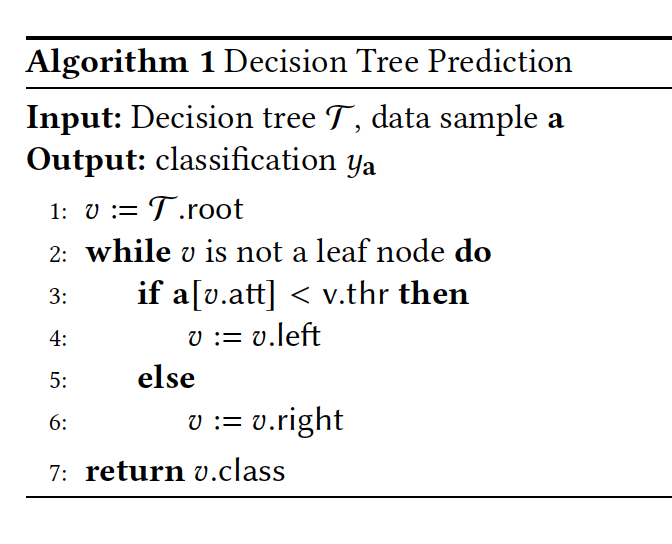 Algorithm 1 Decision Tree Prediction
Input: Decision tree 𝒯, data sample a
Output: classification yₐ
1: v := 𝒯.root
2: while v is not a leaf node do
3: if a[v.att] < v.thr then
4: v := v.left
5: else
6: v := v.right
7: return v.class